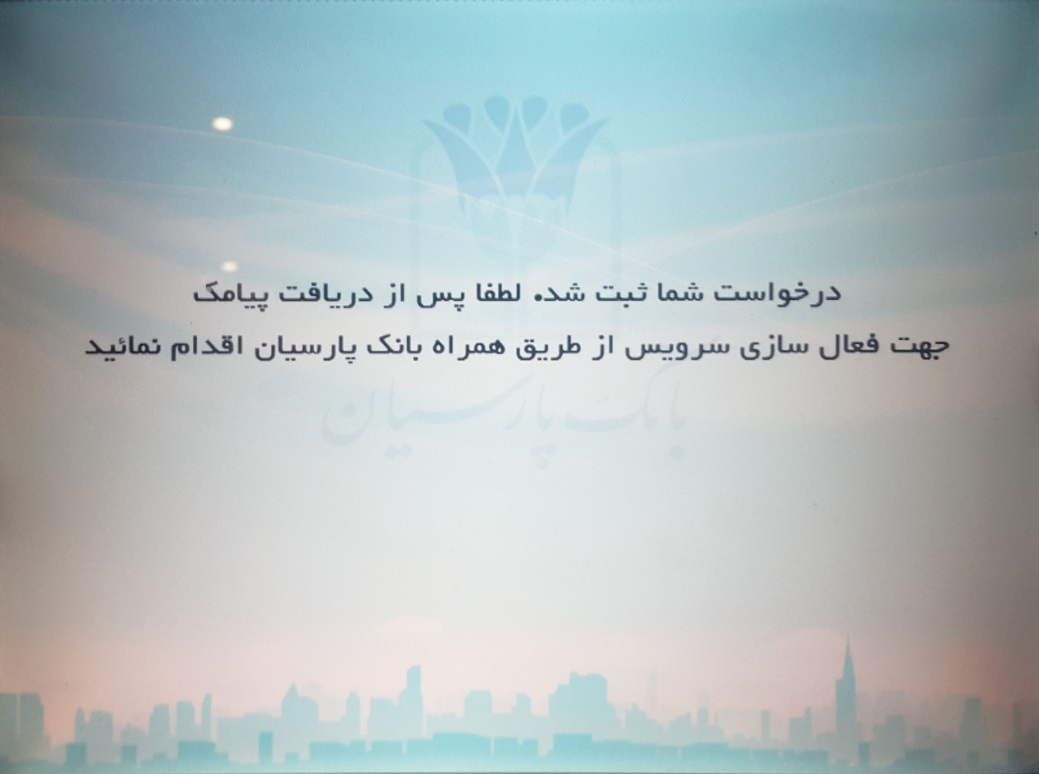 درخواست شما ثبت شد. لطفا پس از دریافت پیامک
جهت فعال سازی سرویس از طریق همراه بانک پارسیان اقدام نمائید
بانک پارسیان